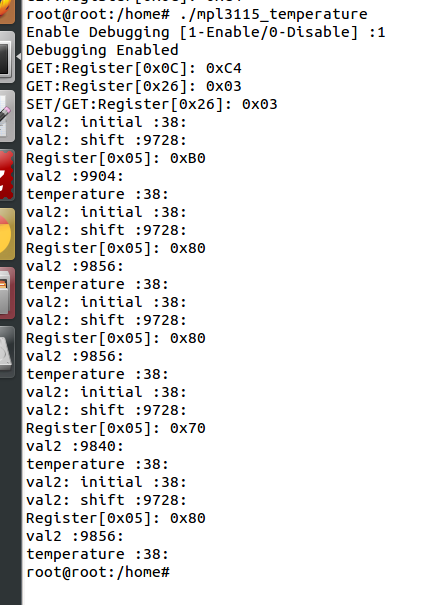 root@root:/home# ./mpl3115_temperature
Enable Debugging [1-Enable/0-Disable] :1
Debugging Enabled
GET:Register[0x0C]: 0xC4
GET:Register[0x26]: 0x03
SET/GET:Register[0x26]: 0x03
val2: initial :38:
val2: shift :9728:
Register[0x05]: 0xB0
val2 :9904:
temperature :38:
val2: initial :38:
val2: shift :9728:
Register[0x05]: 0x80
val2 :9856:
temperature :38:
val2: initial :38:
val2: shift :9728:
Register[0x05]: 0x80
val2 :9856:
temperature :38:
val2: initial :38:
val2: shift :9728:
Register[0x05]: 0x70
val2 :9840:
temperature :38:
val2: initial :38:
val2: shift :9728:
Register[0x05]: 0x80
val2 :9856:
temperature :38:
root@root:/home#